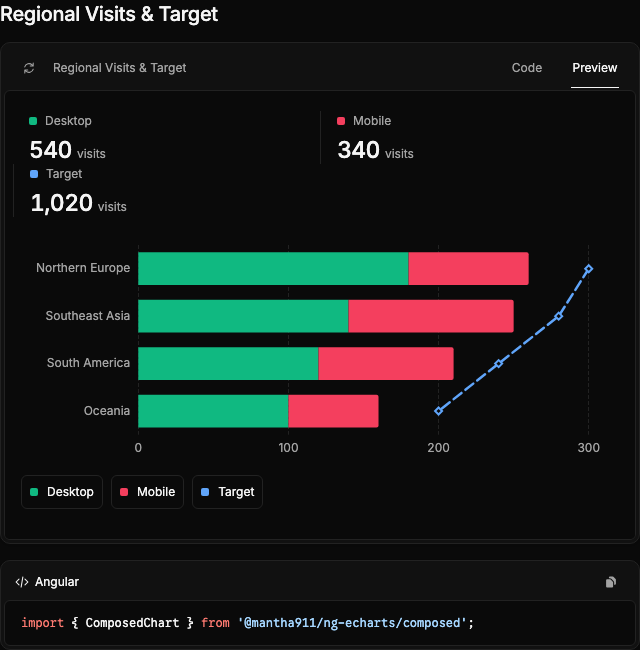 Regional Visits & Target
Regional Visits & Target
Code
Preview
Desktop
540 visits
Mobile
340 visits
Target
1,020 visits
Northern Europe
Southeast Asia
South America
Oceania
0 100 200 300
Desktop
Mobile
Target
</> Angular
import { ComposedChart } from '@mantha911/ng-echarts/composed';